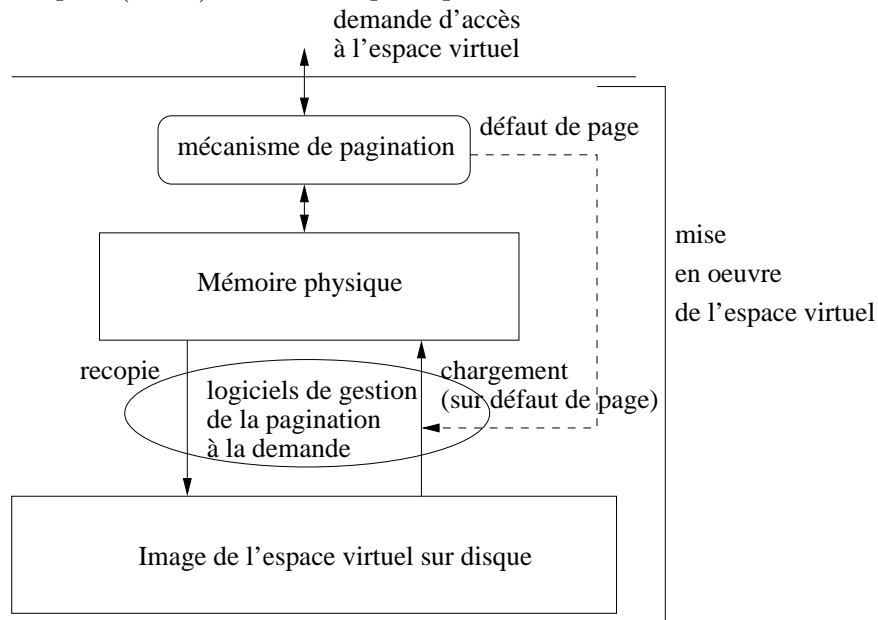 demande d'accès
à l'espace virtuel
défaut de page
mécanisme de pagination
mise
en oeuvre
de l'espace virtuel
Mémoire physique
recopie
chargement
(sur défaut de page)
logiciels de gestion
de la pagination
à la demande
Image de l'espace virtuel sur disque